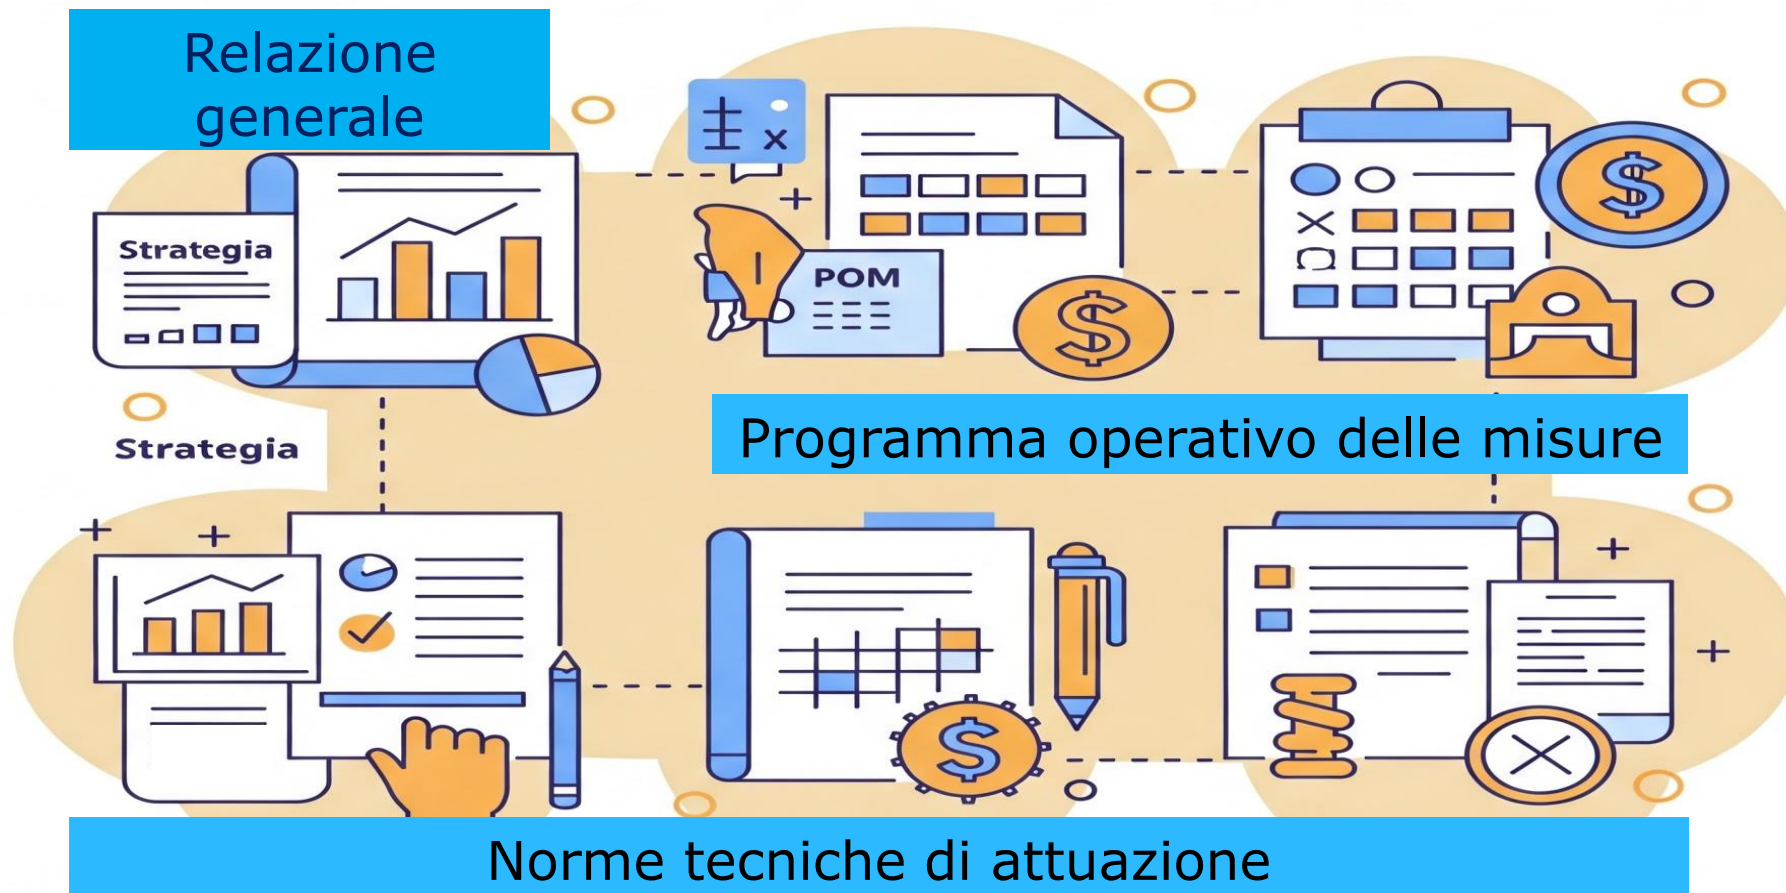 Relazione
generale
Strategia
POM
$
$
Programma operativo delle misure
Strategia
$
Norme tecniche di attuazione